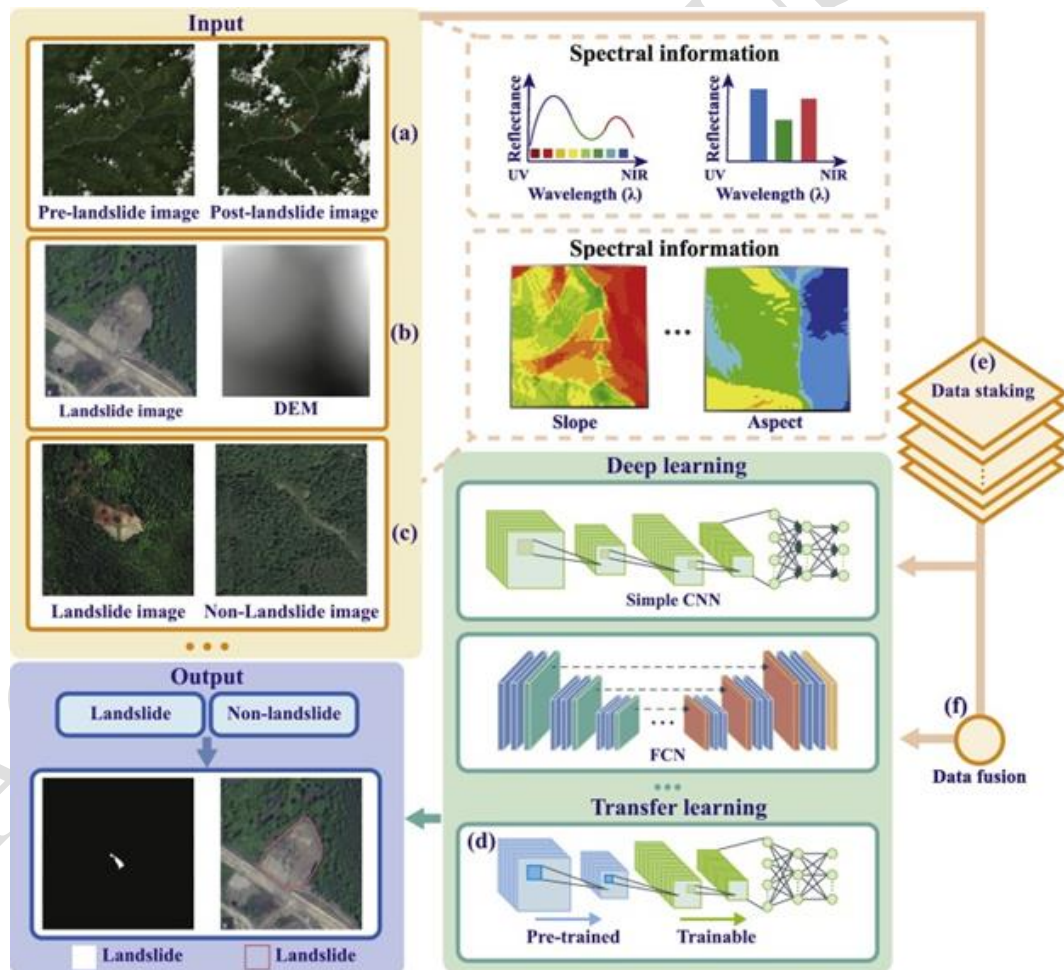 Input
(a)
Pre-landslide image Post-landslide image
(b)
Landslide image DEM
(c)
Landslide image Non-Landslide image
Spectral information
Reflectance
UV NIR
Wavelength (λ)
Reflectance
UV NIR
Wavelength (λ)
Spectral information
Slope Aspect
(e)
Data staking
(f)
Data fusion
Deep learning
Simple CNN
FCN
Transfer learning
(d)
Pre-trained Trainable
Output
Landslide Non-landslide
Landslide Landslide